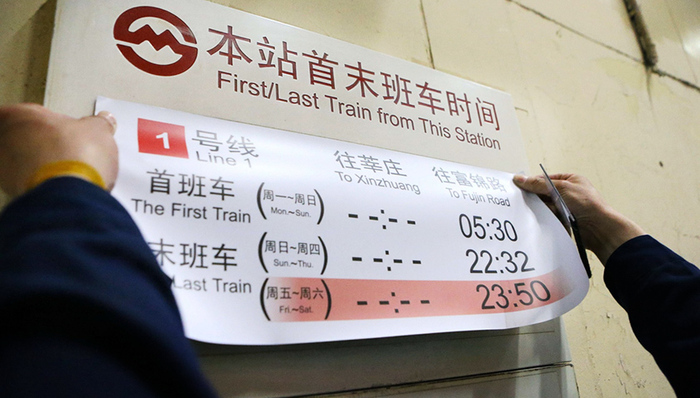 本站首末班车时间
First/Last Train from This Station
1 号线 往莘庄 往富锦路
Line 1 To Xinzhuang To Fujin Road
首班车 (周一~周日) --:-- 05:30
The First Train Mon.~Sun.
末班车 (周日~周四) --:-- 22:32
Last Train Sun.~Thu.
(周五~周六) --:-- 23:50
Fri.~Sat.